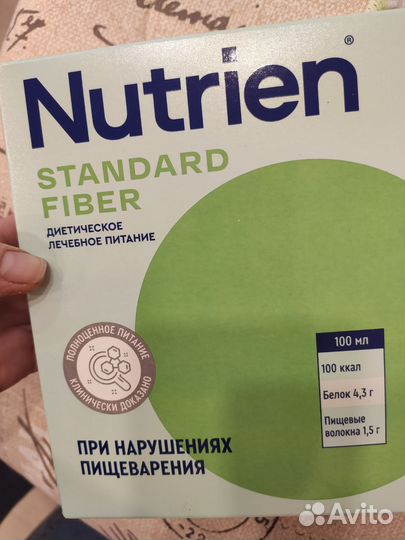 Nutrien®
STANDARD
FIBER
ДИЕТИЧЕСКОЕ
ЛЕЧЕБНОЕ ПИТАНИЕ
ПОЛНОЦЕННОЕ ПИТАНИЕ
КЛИНИЧЕСКИ ДОКАЗАНО
100 мл
100 ккал
Белок 4,3 г
Пищевые
волокна 1,5 г
ПРИ НАРУШЕНИЯХ
ПИЩЕВАРЕНИЯ
Avito